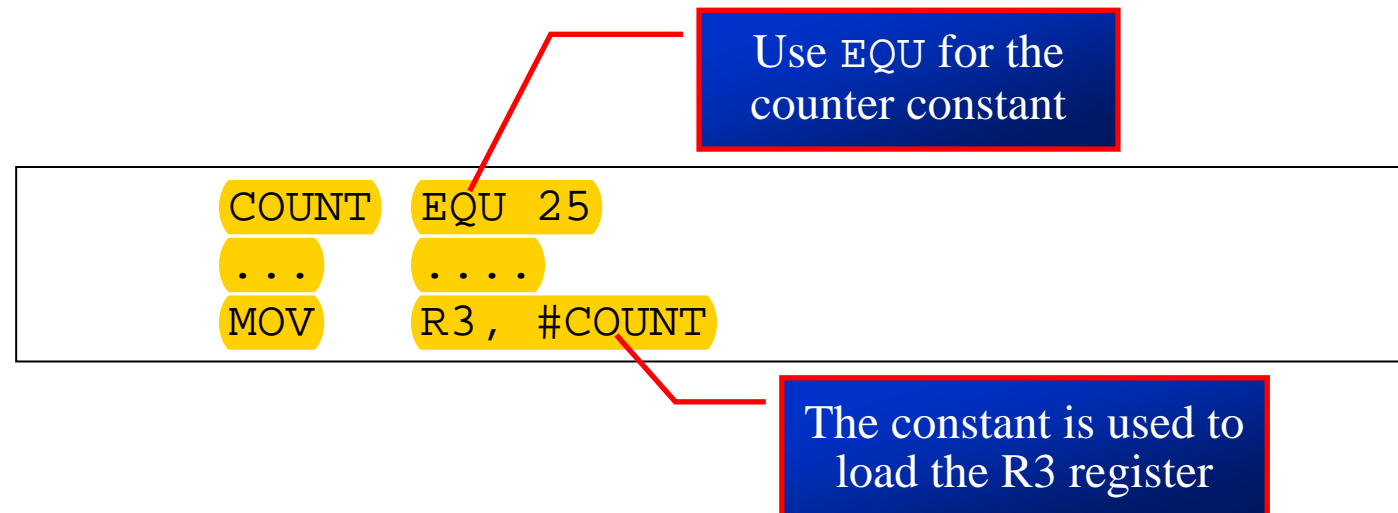 Use EQU for the
counter constant
COUNT EQU 25
... ....
MOV R3, #COUNT
The constant is used to
load the R3 register